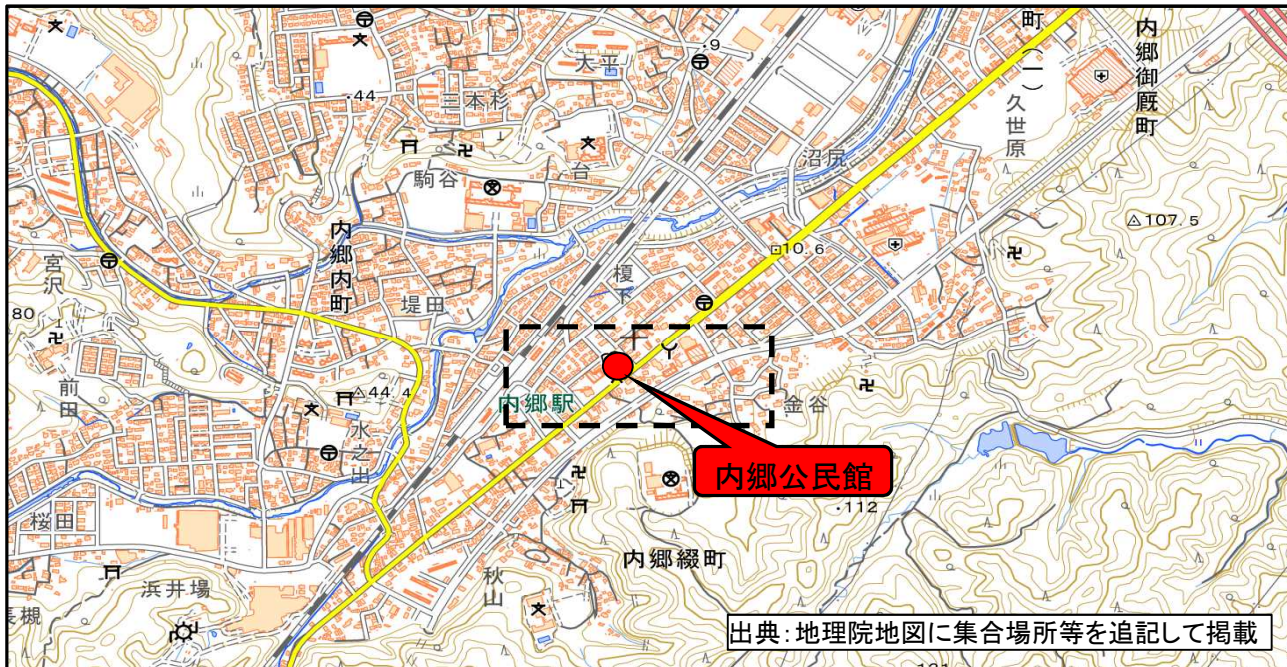 町(一)
内郷御厩町
久世原
・9
大平
・44
三本杉
台
沼尻
駒谷
107.5
10.6
内郷内町
宮沢
榎下
堤田
80
前田
44.4
内郷駅
金谷
水之出
内郷公民館
・112
桜田
内郷綴町
秋山
浜井場
長槻
出典：地理院地図に集合場所等を追記して掲載